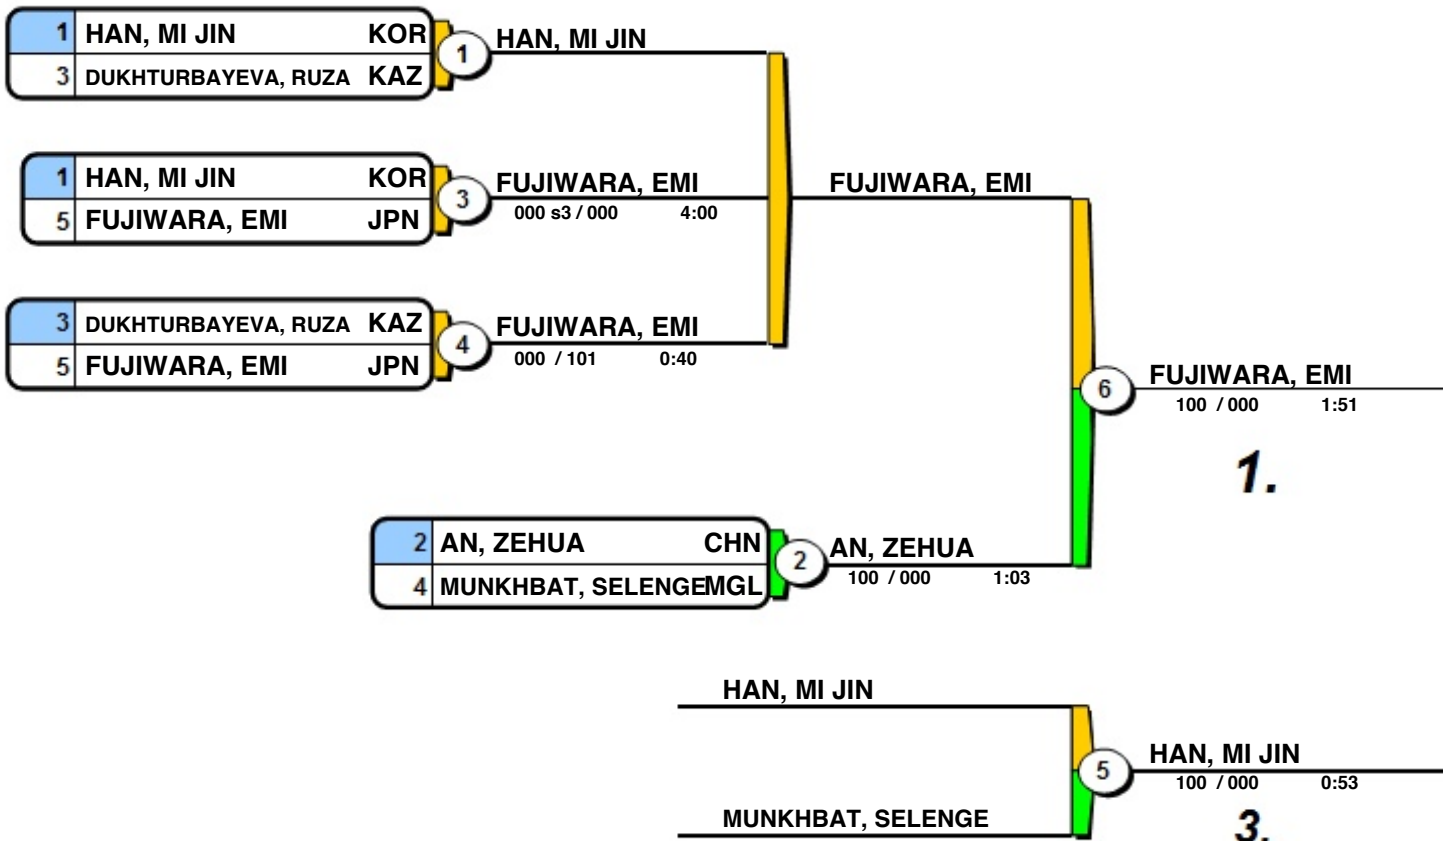 1 HAN, MI JIN KOR
3 DUKHTURBAYEVA, RUZA KAZ
1 HAN, MI JIN
1 HAN, MI JIN KOR
5 FUJIWARA, EMI JPN
3 FUJIWARA, EMI
000 s3 / 000 4:00
FUJIWARA, EMI
3 DUKHTURBAYEVA, RUZA KAZ
5 FUJIWARA, EMI JPN
4 FUJIWARA, EMI
000 / 101 0:40
6 FUJIWARA, EMI
100 / 000 1:51
1.
2 AN, ZEHUA CHN
4 MUNKHBAT, SELENGEMGL
2 AN, ZEHUA
100 / 000 1:03
HAN, MI JIN
MUNKHBAT, SELENGE
5 HAN, MI JIN
100 / 000 0:53
3.